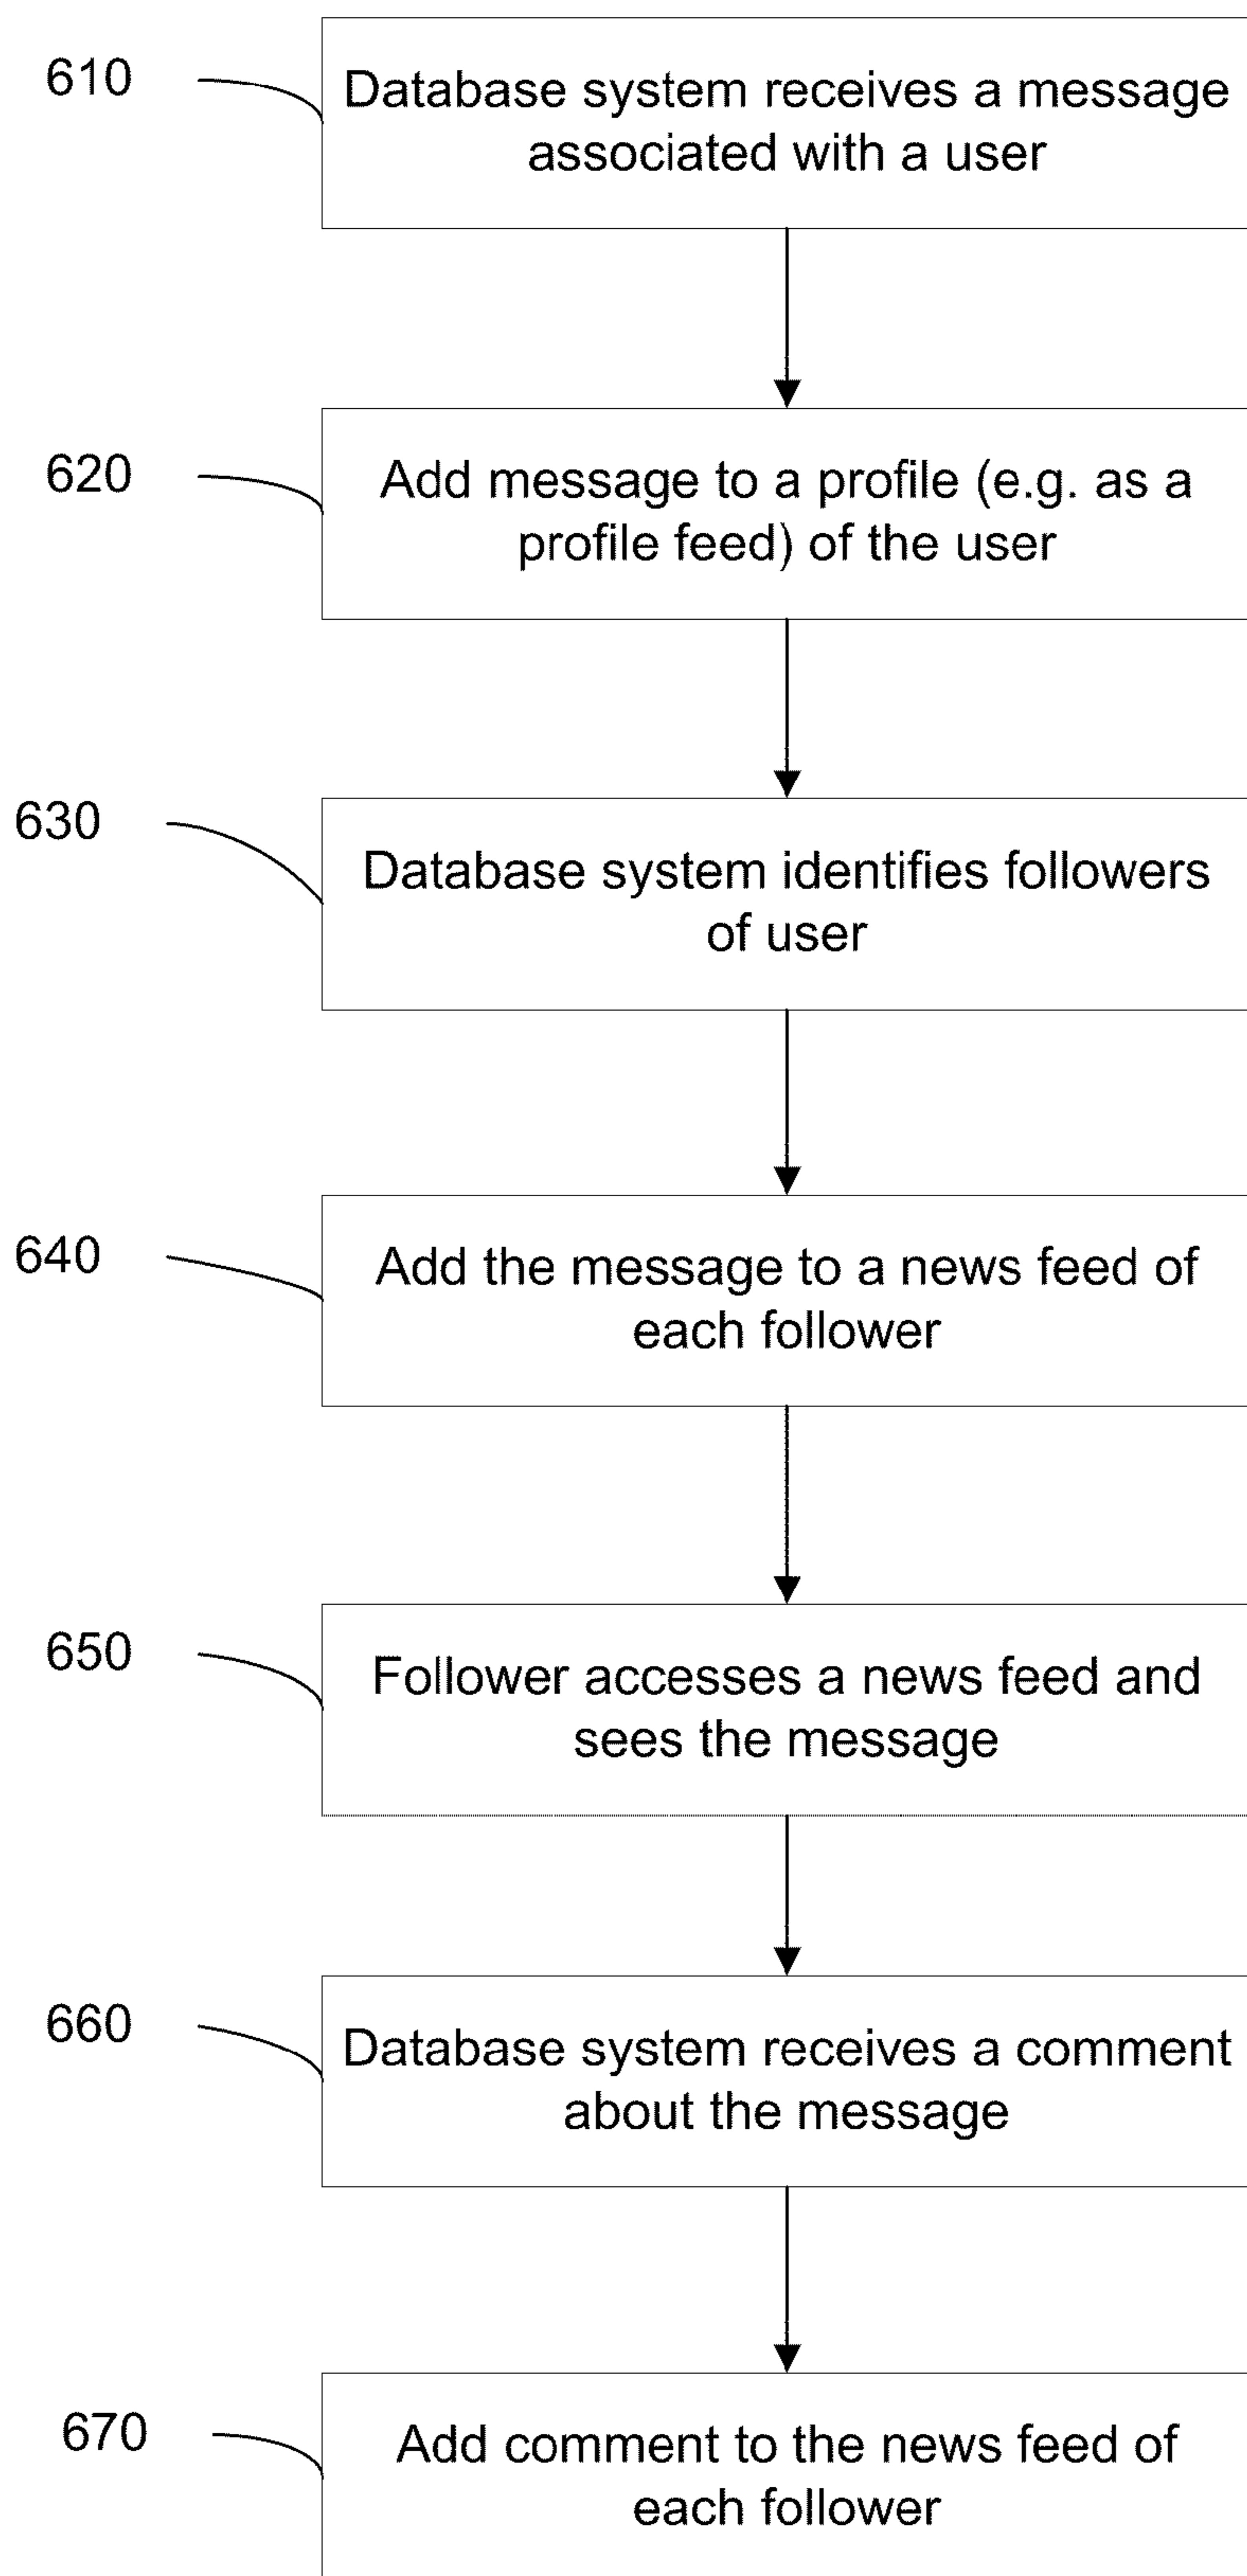 610
Database system receives a message
associated with a user
620
Add message to a profile (e.g. as a
profile feed) of the user
630
Database system identifies followers
of user
640
Add the message to a news feed of
each follower
650
Follower accesses a news feed and
sees the message
660
Database system receives a comment
about the message
670
Add comment to the news feed of
each follower